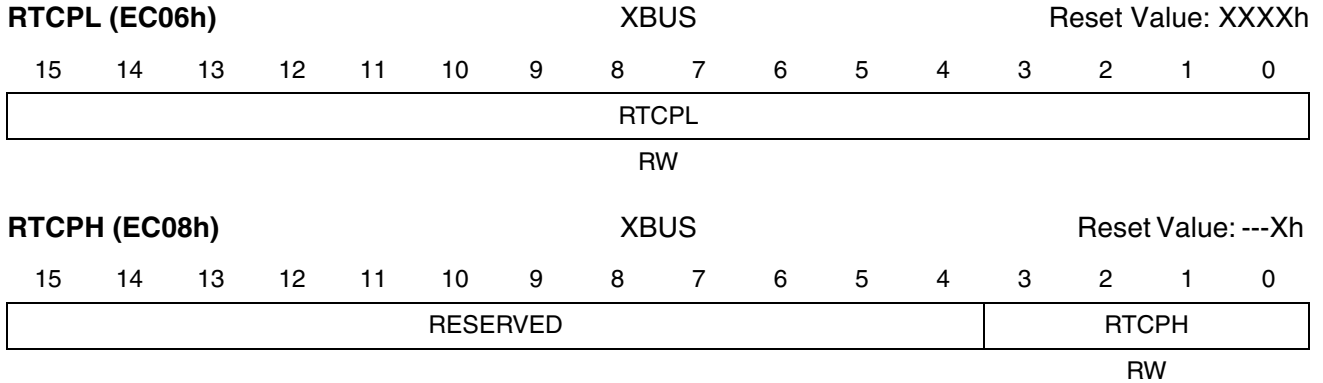 RTCPL (EC06h) XBUS Reset Value: XXXXh
15 14 13 12 11 10 9 8 7 6 5 4 3 2 1 0
RTCPL
RW
RTCPH (EC08h) XBUS Reset Value: ---Xh
15 14 13 12 11 10 9 8 7 6 5 4 3 2 1 0
RESERVED RTCPH
RW